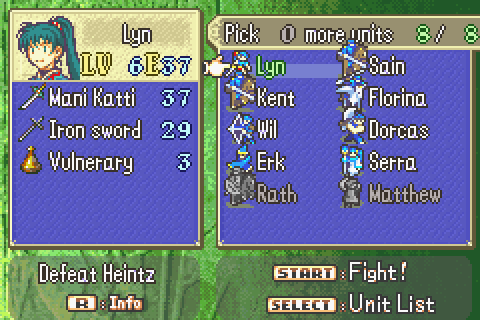 Lyn
LV 6 E 37
Mani Katti 37
Iron sword 29
Vulnerary 3
Pick 0 more units 8 / 8
Lyn Sain
Kent Florina
Wil Dorcas
Erk Serra
Rath Matthew
Defeat Heintz
R : Info
START : Fight!
SELECT : Unit List